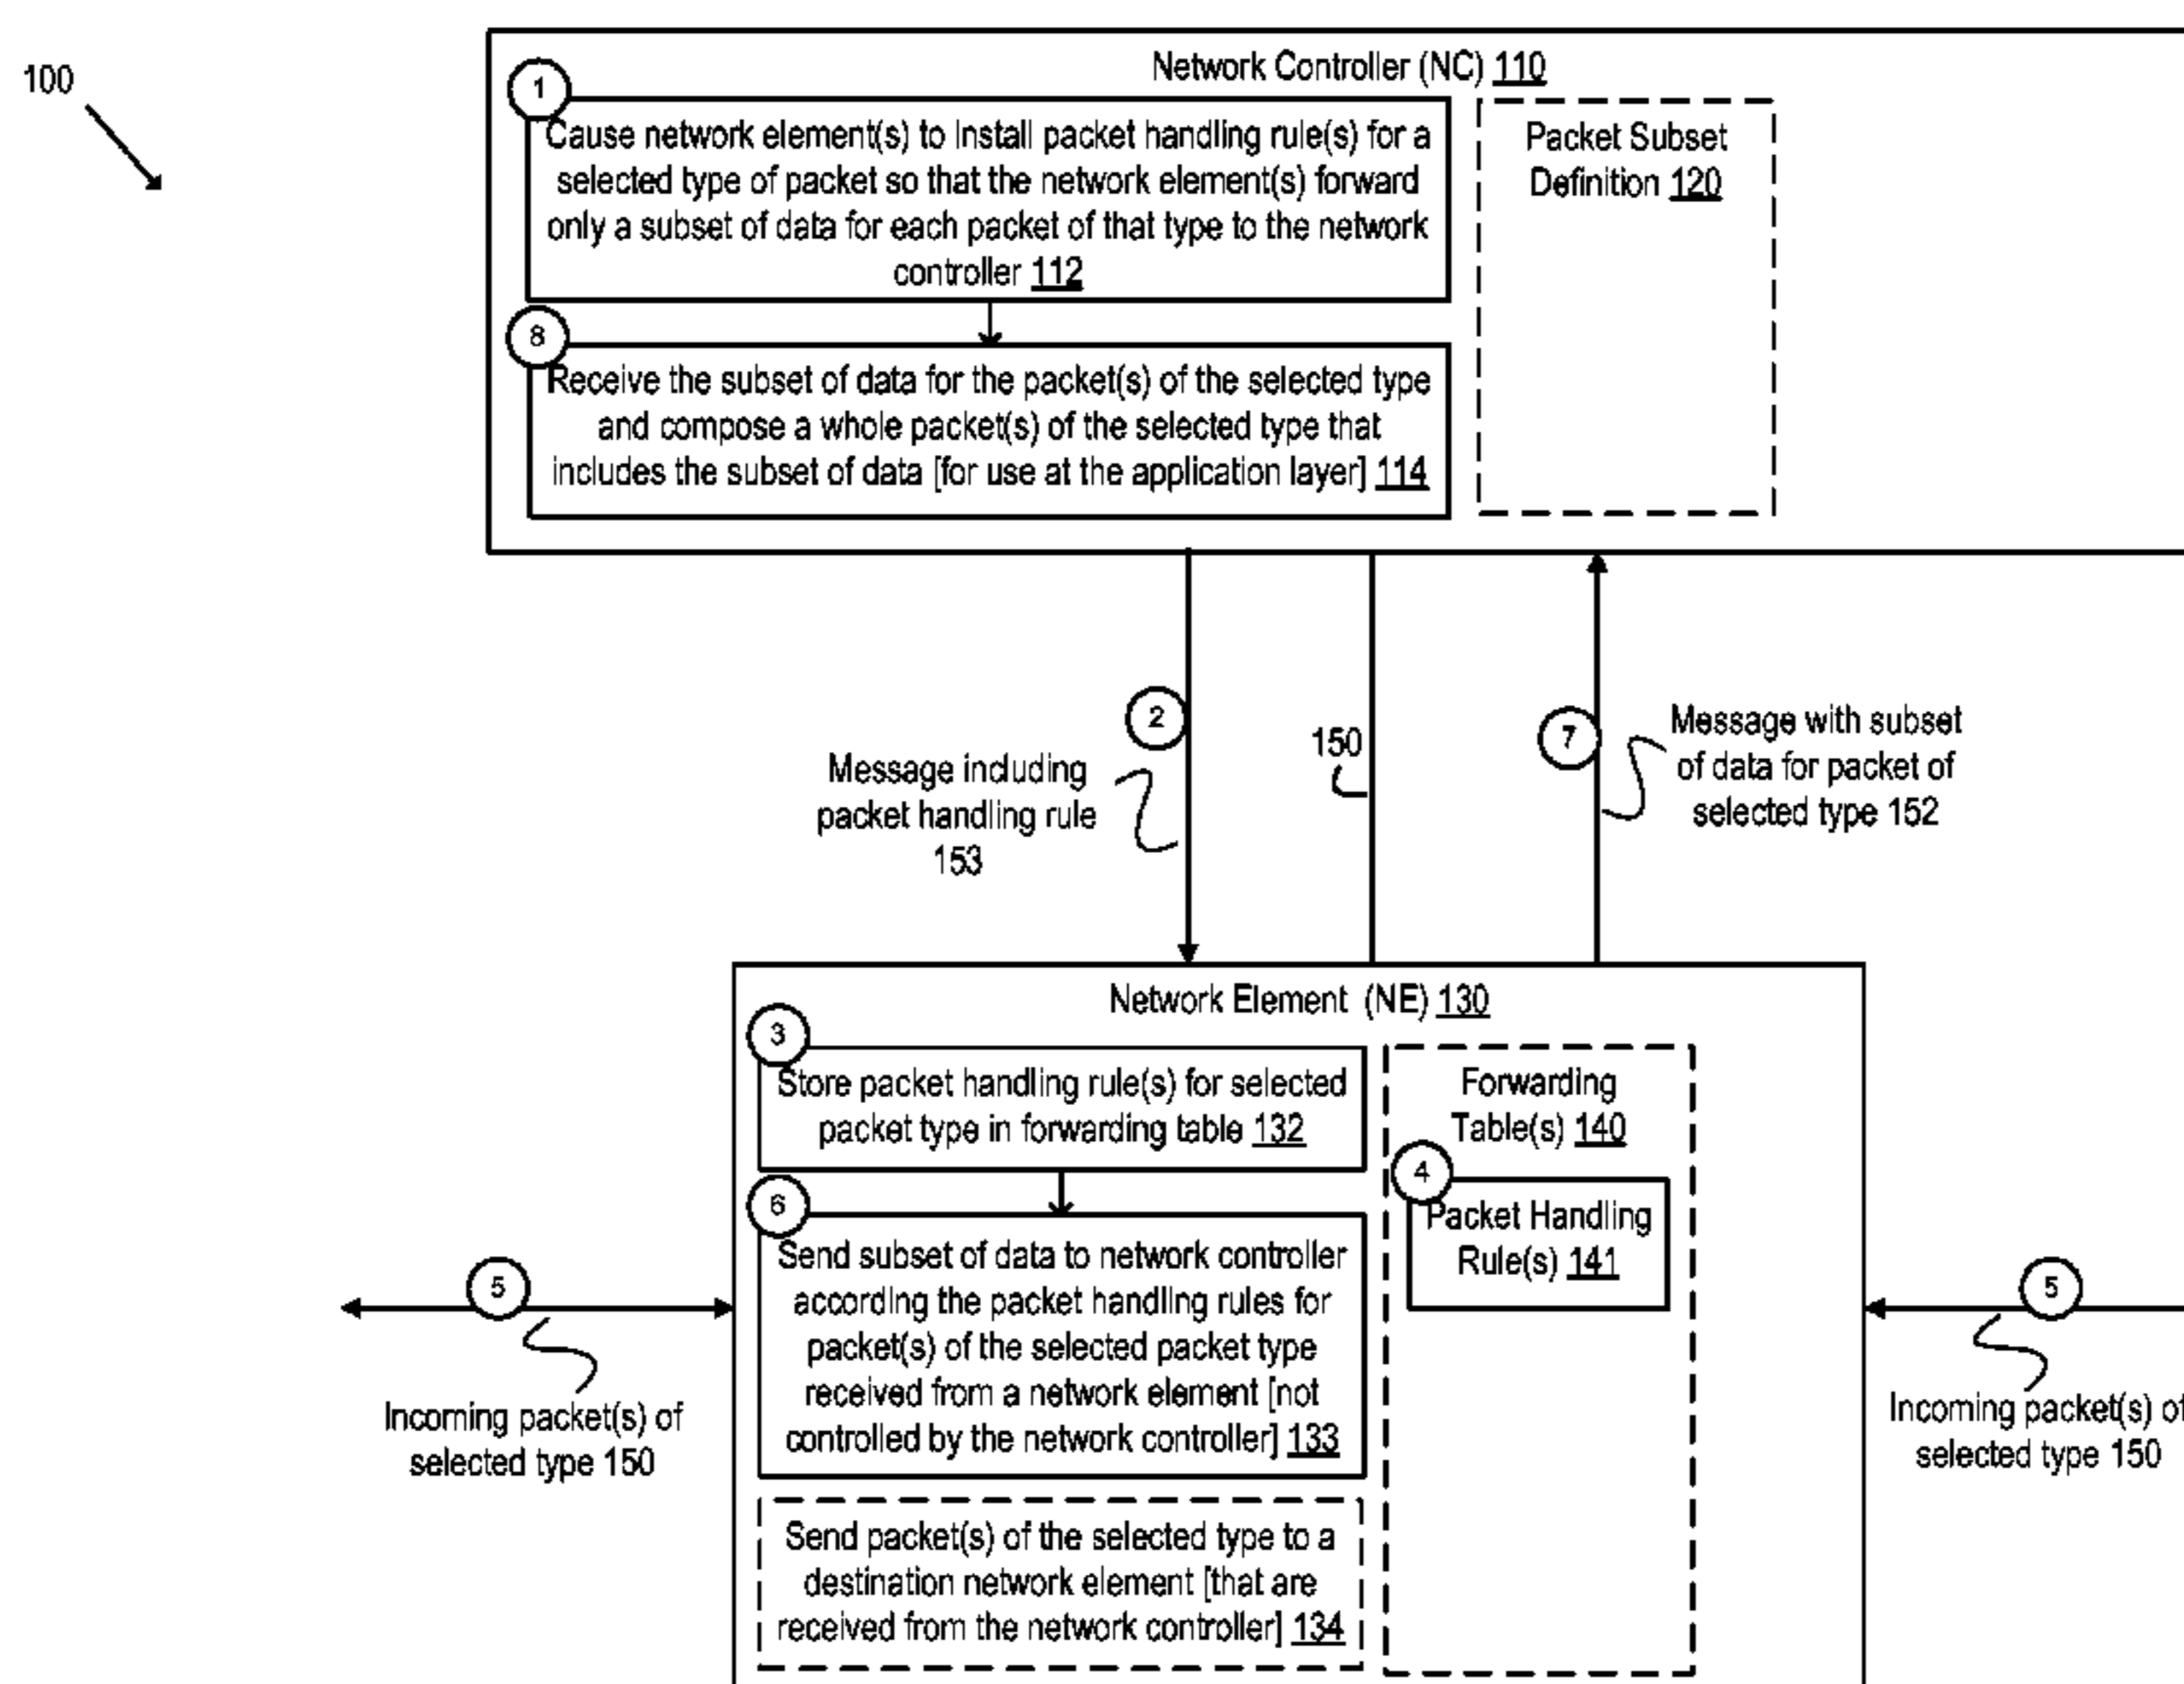 100
Network Controller (NC) 110
1
Cause network element(s) to install packet handling rule(s) for a
selected type of packet so that the network element(s) forward
only a subset of data for each packet of that type to the network
controller 112
Packet Subset
Definition 120
8
Receive the subset of data for the packet(s) of the selected type
and compose a whole packet(s) of the selected type that
includes the subset of data [for use at the application layer] 114
2
Message including
packet handling rule
153
150
7
Message with subset
of data for packet of
selected type 152
Network Element (NE) 130
3
Store packet handling rule(s) for selected
packet type in forwarding table 132
Forwarding
Table(s) 140
4
Packet Handling
Rule(s) 141
6
Send subset of data to network controller
according the packet handling rules for
packet(s) of the selected packet type
received from a network element [not
controlled by the network controller] 133
Send packet(s) of the selected type to a
destination network element [that are
received from the network controller] 134
5
Incoming packet(s) of
selected type 150
5
Incoming packet(s) of
selected type 150